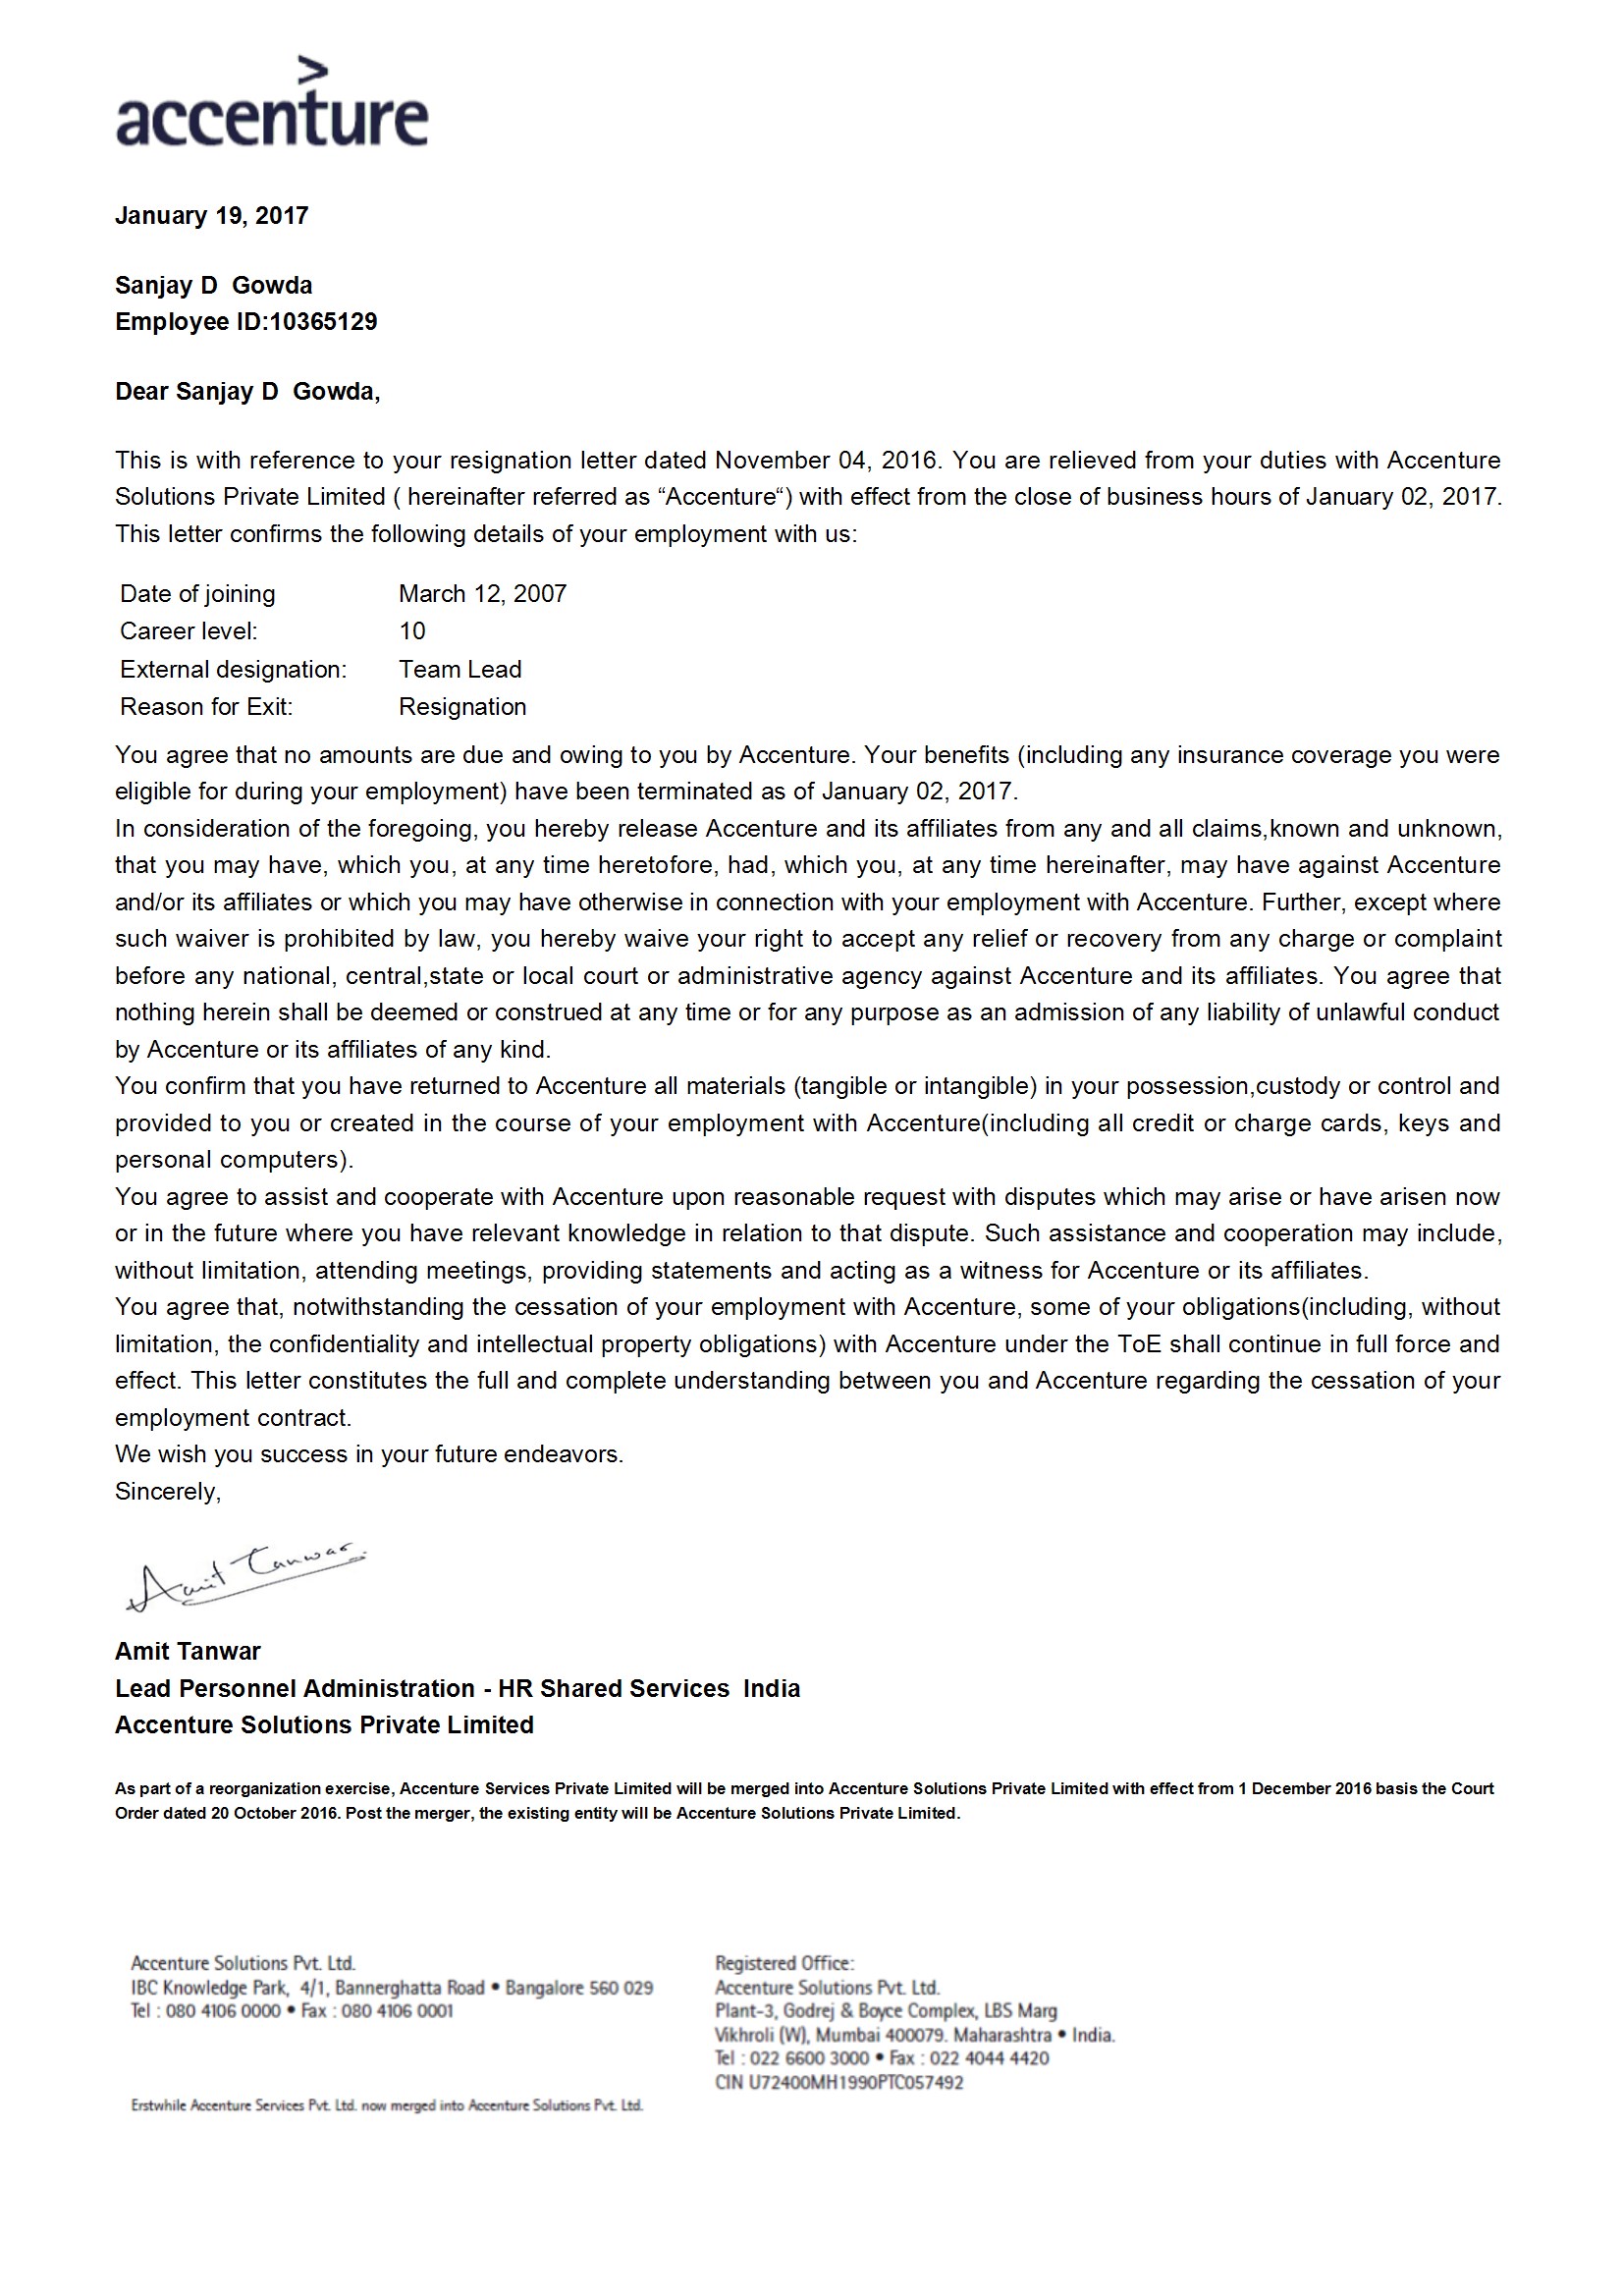 accenture
January 19, 2017
Sanjay D  Gowda
Employee ID:10365129
Dear Sanjay D  Gowda,
This is with reference to your resignation letter dated November 04, 2016. You are relieved from your duties with Accenture
Solutions Private Limited ( hereinafter referred as “Accenture“) with effect from the close of business hours of January 02, 2017.
This letter confirms the following details of your employment with us:
Date of joining March 12, 2007
Career level: 10
External designation: Team Lead
Reason for Exit: Resignation
You agree that no amounts are due and owing to you by Accenture. Your benefits (including any insurance coverage you were
eligible for during your employment) have been terminated as of January 02, 2017.
In consideration of the foregoing, you hereby release Accenture and its affiliates from any and all claims,known and unknown,
that you may have, which you, at any time heretofore, had, which you, at any time hereinafter, may have against Accenture
and/or its affiliates or which you may have otherwise in connection with your employment with Accenture. Further, except where
such waiver is prohibited by law, you hereby waive your right to accept any relief or recovery from any charge or complaint
before any national, central,state or local court or administrative agency against Accenture and its affiliates. You agree that
nothing herein shall be deemed or construed at any time or for any purpose as an admission of any liability of unlawful conduct
by Accenture or its affiliates of any kind.
You confirm that you have returned to Accenture all materials (tangible or intangible) in your possession,custody or control and
provided to you or created in the course of your employment with Accenture(including all credit or charge cards, keys and
personal computers).
You agree to assist and cooperate with Accenture upon reasonable request with disputes which may arise or have arisen now
or in the future where you have relevant knowledge in relation to that dispute. Such assistance and cooperation may include,
without limitation, attending meetings, providing statements and acting as a witness for Accenture or its affiliates.
You agree that, notwithstanding the cessation of your employment with Accenture, some of your obligations(including, without
limitation, the confidentiality and intellectual property obligations) with Accenture under the ToE shall continue in full force and
effect. This letter constitutes the full and complete understanding between you and Accenture regarding the cessation of your
employment contract.
We wish you success in your future endeavors.
Sincerely,
Amit Tanwar
Amit Tanwar
Lead Personnel Administration - HR Shared Services  India
Accenture Solutions Private Limited
As part of a reorganization exercise, Accenture Services Private Limited will be merged into Accenture Solutions Private Limited with effect from 1 December 2016 basis the Court
Order dated 20 October 2016. Post the merger, the existing entity will be Accenture Solutions Private Limited.
Accenture Solutions Pvt. Ltd.
IBC Knowledge Park,  4/1, Bannerghatta Road • Bangalore 560 029
Tel : 080 4106 0000 • Fax : 080 4106 0001
Erstwhile Accenture Services Pvt. Ltd. now merged into Accenture Solutions Pvt. Ltd.
Registered Office:
Accenture Solutions Pvt. Ltd.
Plant-3, Godrej & Boyce Complex, LBS Marg
Vikhroli (W), Mumbai 400079. Maharashtra • India.
Tel : 022 6600 3000 • Fax : 022 4044 4420
CIN U72400MH1990PTC057492